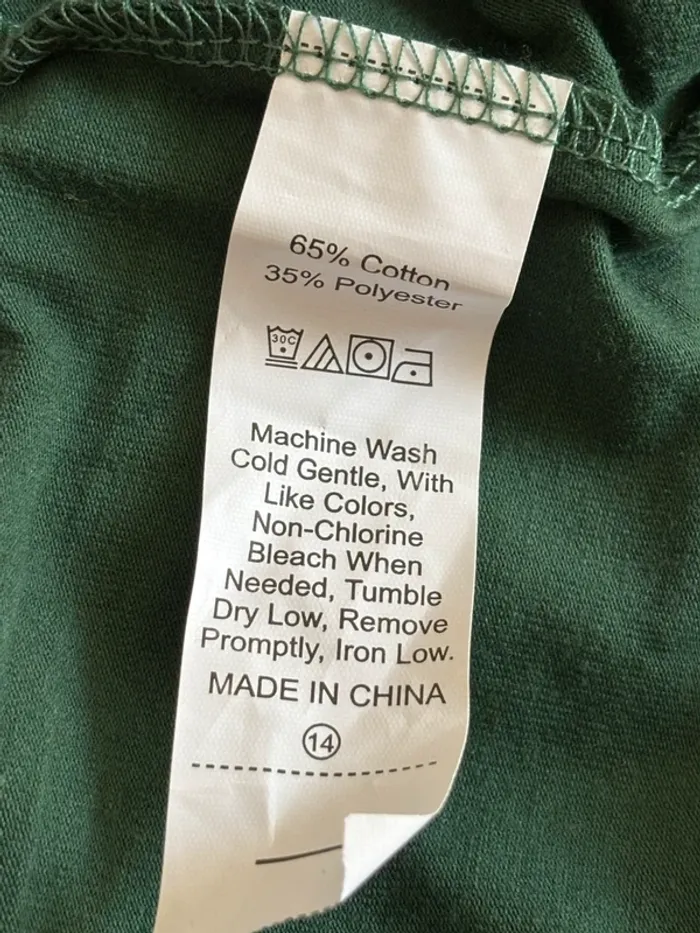 65% Cotton
35% Polyester
30C
Machine Wash
Cold Gentle, With
Like Colors,
Non-Chlorine
Bleach When
Needed, Tumble
Dry Low, Remove
Promptly, Iron Low.
MADE IN CHINA
14